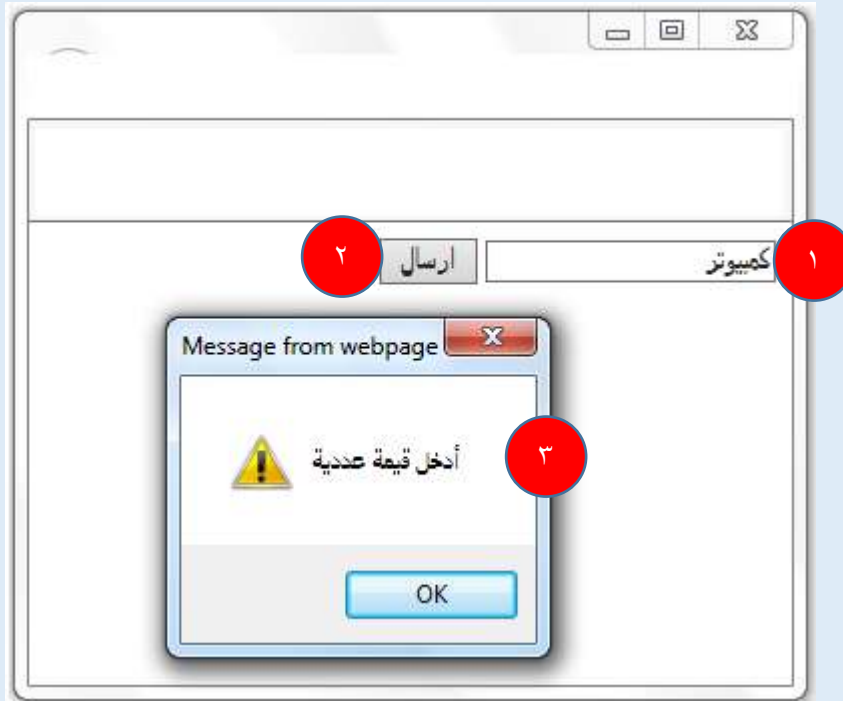 ١ كمبيوتر ارسال ٢
Message from webpage
أدخل قيمة عددية ٣
OK